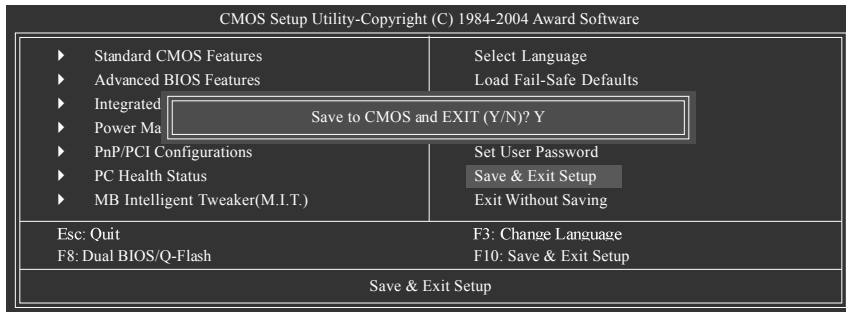 CMOS Setup Utility-Copyright (C) 1984-2004 Award Software
Standard CMOS Features
Advanced BIOS Features
Integrated
Power Ma
PnP/PCI Configurations
PC Health Status
MB Intelligent Tweaker(M.I.T.)
Select Language
Load Fail-Safe Defaults
Set User Password
Save & Exit Setup
Exit Without Saving
Save to CMOS and EXIT (Y/N)? Y
Esc: Quit
F3: Change Language
F8: Dual BIOS/Q-Flash
F10: Save & Exit Setup
Save & Exit Setup